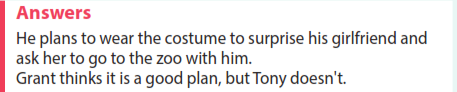 Answers
He plans to wear the costume to surprise his girlfriend and
ask her to go to the zoo with him.
Grant thinks it is a good plan, but Tony doesn't.